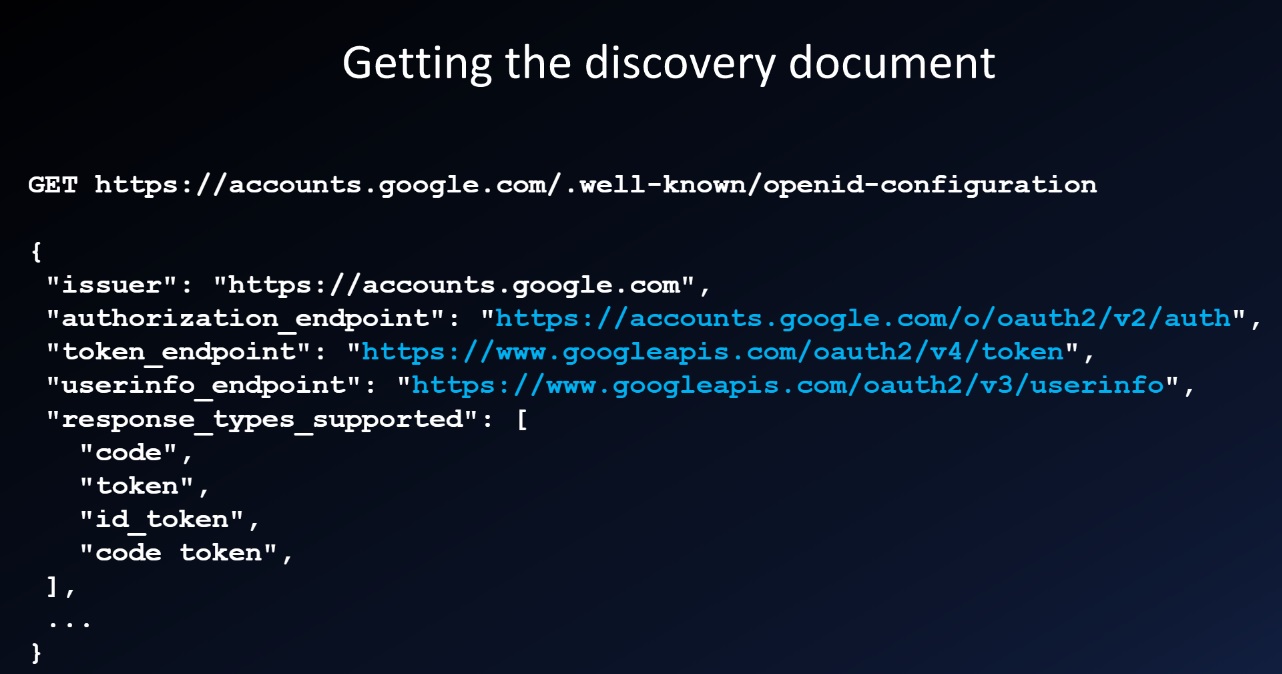 Getting the discovery document
GET https://accounts.google.com/.well-known/openid-configuration
{
"issuer": "https://accounts.google.com",
"authorization_endpoint": "https://accounts.google.com/o/oauth2/v2/auth",
"token_endpoint": "https://www.googleapis.com/oauth2/v4/token",
"userinfo_endpoint": "https://www.googleapis.com/oauth2/v3/userinfo",
"response_types_supported": [
"code",
"token",
"id_token",
"code token",
],
...
}